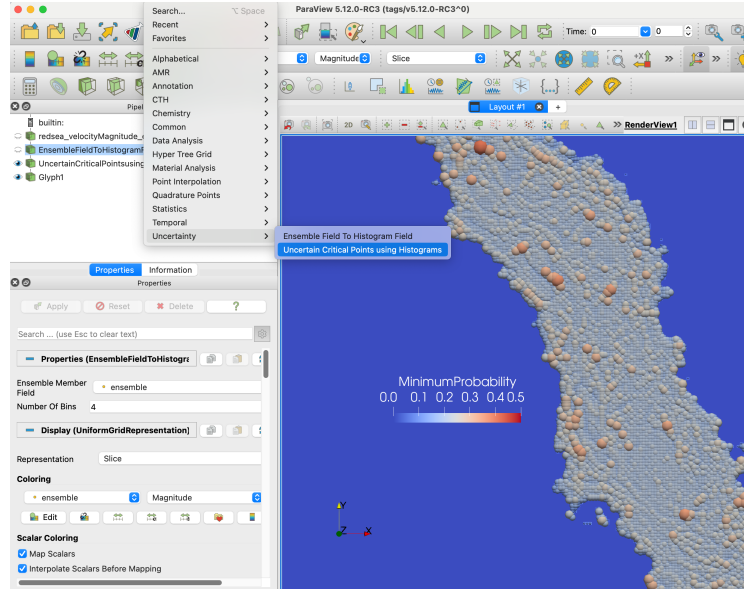 ParaView 5.12.0-RC3 (tags/v5.12.0-RC3^0)
Search... ⌥ Space
Recent
Favorites
Alphabetical
AMR
Annotation
CTH
Chemistry
Common
Data Analysis
Hyper Tree Grid
Material Analysis
Point Interpolation
Quadrature Points
Statistics
Temporal
Uncertainty
Ensemble Field To Histogram Field
Uncertain Critical Points using Histograms
Time: 0 0
Magnitude Slice
Layout #1
2D
RenderView1
builtin:
redsea_velocityMagnitude_
EnsembleFieldToHistogramF
UncertainCriticalPointsusing
Glyph1
Properties Information
Properties
Apply Reset Delete ?
Search ... (use Esc to clear text)
Properties (EnsembleFieldToHistogra
Ensemble Member Field ensemble
Number Of Bins 4
Display (UniformGridRepresentation)
Representation Slice
Coloring
ensemble Magnitude
Edit
Scalar Coloring
Map Scalars
Interpolate Scalars Before Mapping
MinimumProbability
0.0 0.1 0.2 0.3 0.4 0.5
Y
Z X